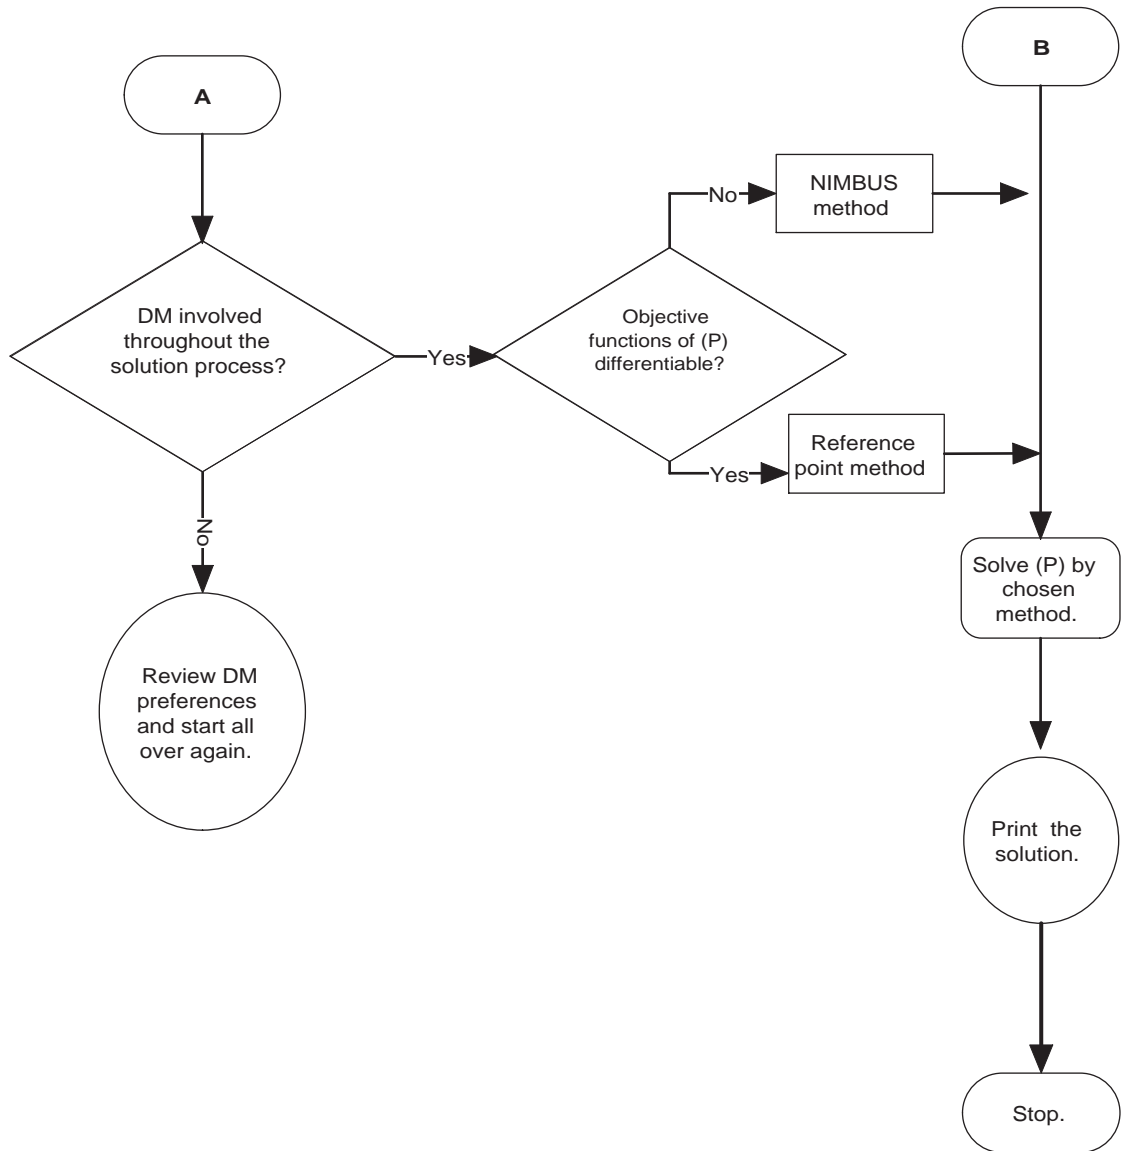 A
B
DM involved
throughout the
solution process?
Yes
No
Review DM
preferences
and start all
over again.
Objective
functions of (P)
differentiable?
No
NIMBUS
method
Yes
Reference
point method
Solve (P) by
chosen
method.
Print the
solution.
Stop.